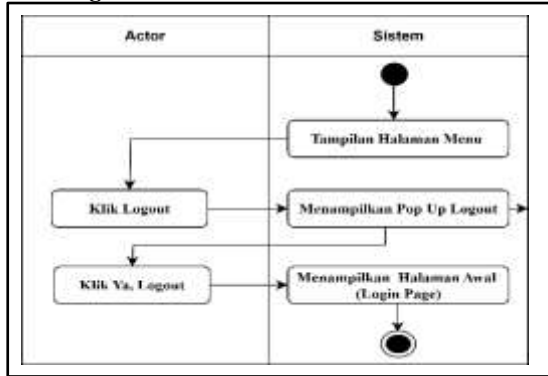 Actor
Sistem
Tampilan Halaman Menu
Klik Logout
Menampilkan Pop Up Logout
Klik Ya, Logout
Menampilkan Halaman Awal
(Login Page)